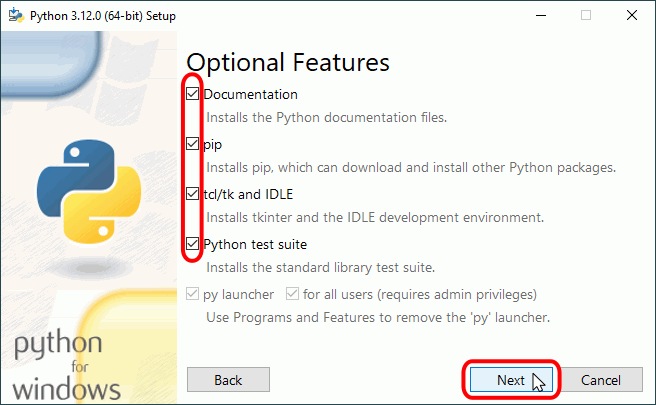 Python 3.12.0 (64-bit) Setup
Optional Features
Documentation
Installs the Python documentation files.
pip
Installs pip, which can download and install other Python packages.
tcl/tk and IDLE
Installs tkinter and the IDLE development environment.
Python test suite
Installs the standard library test suite.
py launcher for all users (requires admin privileges)
Use Programs and Features to remove the 'py' launcher.
python
for
windows
Back Next Cancel